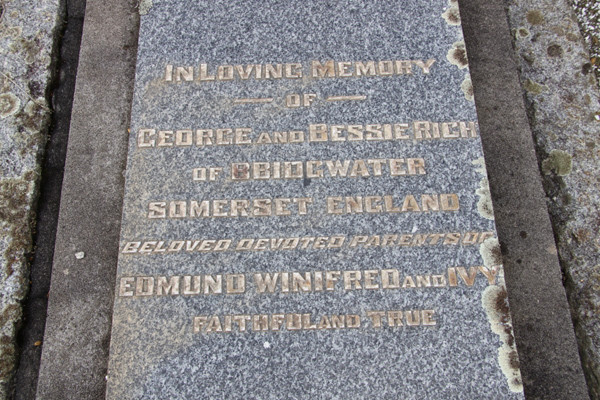 IN LOVING MEMORY
— OF —
GEORGE AND BESSIE RICH
OF BRIDGWATER
SOMERSET ENGLAND
BELOVED DEVOTED PARENTS OF
EDMUND WINIFRED AND IVY
FAITHFUL AND TRUE